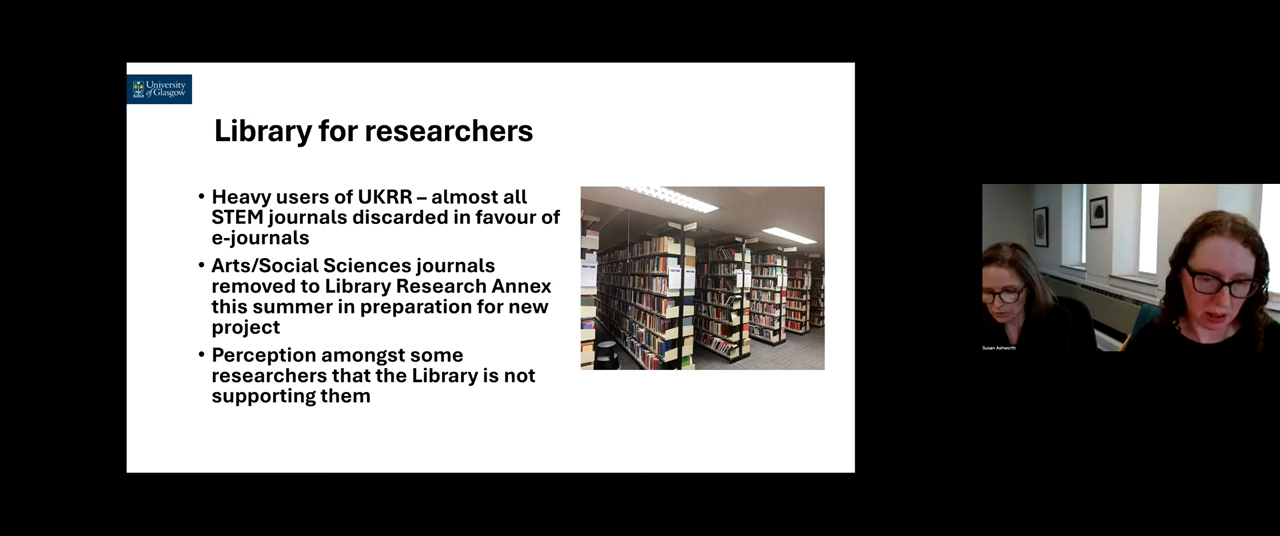 University
of Glasgow
Library for researchers
• Heavy users of UKRR – almost all
STEM journals discarded in favour of
e-journals
• Arts/Social Sciences journals
removed to Library Research Annex
this summer in preparation for new
project
• Perception amongst some
researchers that the Library is not
supporting them
Susan Ashworth